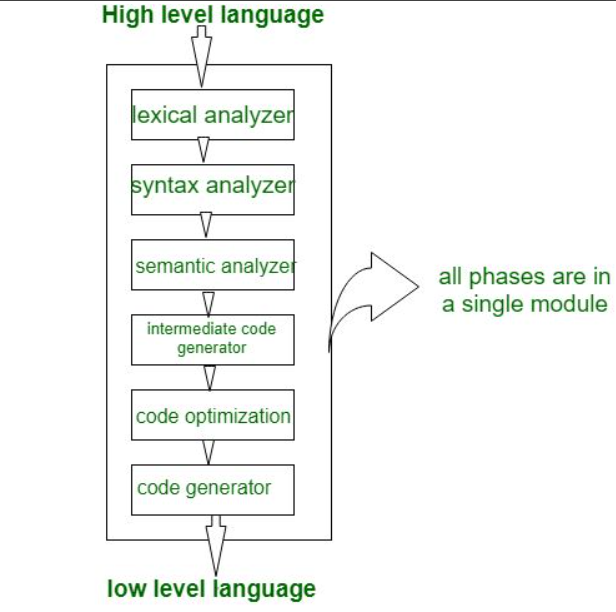 High level language
lexical analyzer
syntax analyzer
semantic analyzer
intermediate code
generator
code optimization
code generator
low level language
all phases are in
a single module